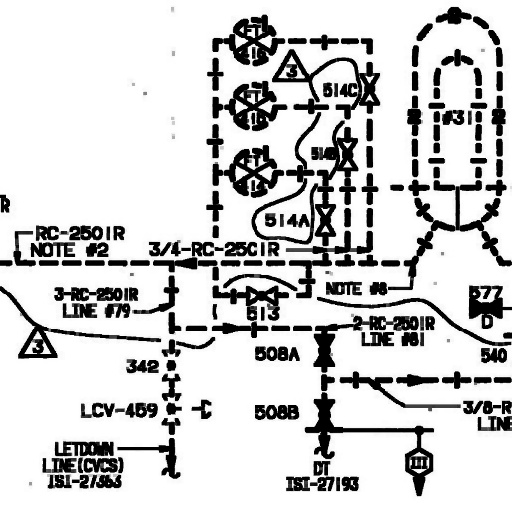 FT
416
3
514C
FT
415
#31
514B
FT
414
R
514A
RC-2501R
NOTE #2
3/4-RC-2501R
3-RC-2501R
LINE #79
NOTE #8
577
D
513
2-RC-2501R
LINE #81
3
342
508A
540
LCV-459
C
508B
3/8-R
LINE
LETDOWN
LINE(CVCS)
ISI-27363
III
DT
ISI-27193